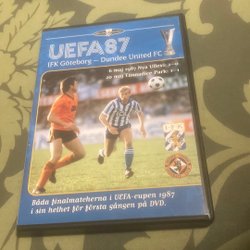 UEFA87
IFK Göteborg – Dundee United FC
6 maj 1987 Nya Ullevi: 1–0
20 maj Tannadice Park: 1–1
Båda finalmatcherna i UEFA-cupen 1987
i sin helhet för första gången på DVD.